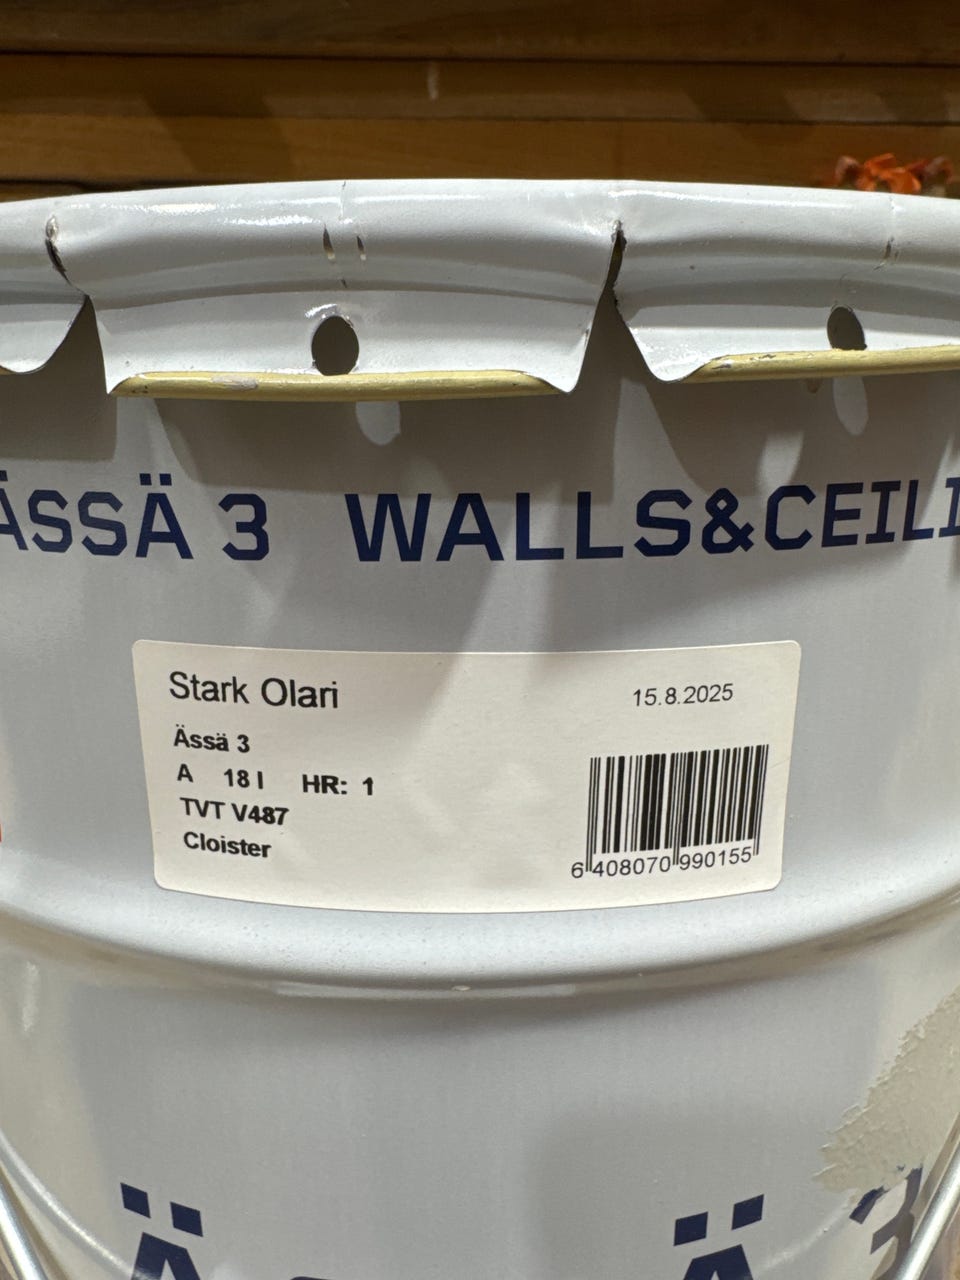 ÄSSÄ 3 WALLS&CEILI
Stark Olari
15.8.2025
Ässä 3
A 18 l HR: 1
TVT V487
Cloister
6 408070 990155